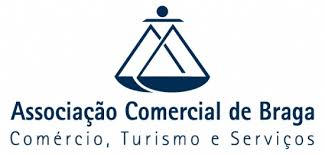 Associação Comercial de Braga
Comércio, Turismo e Serviços